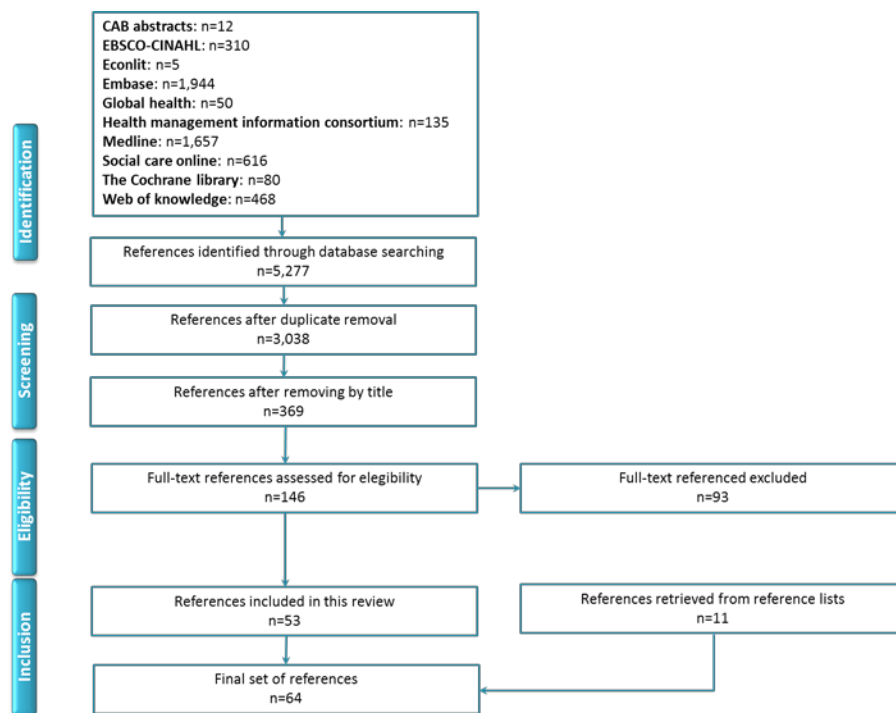 CAB abstracts: n=12
EBSCO-CINAHL: n=310
Econlit: n=5
Embase: n=1,944
Global health: n=50
Health management information consortium: n=135
Medline: n=1,657
Social care online: n=616
The Cochrane library: n=80
Web of knowledge: n=468
Identification
References identified through database searching
n=5,277
Screening
References after duplicate removal
n=3,038
References after removing by title
n=369
Eligibility
Full-text references assessed for elegibility
n=146
Full-text referenced excluded
n=93
Inclusion
References included in this review
n=53
References retrieved from reference lists
n=11
Final set of references
n=64